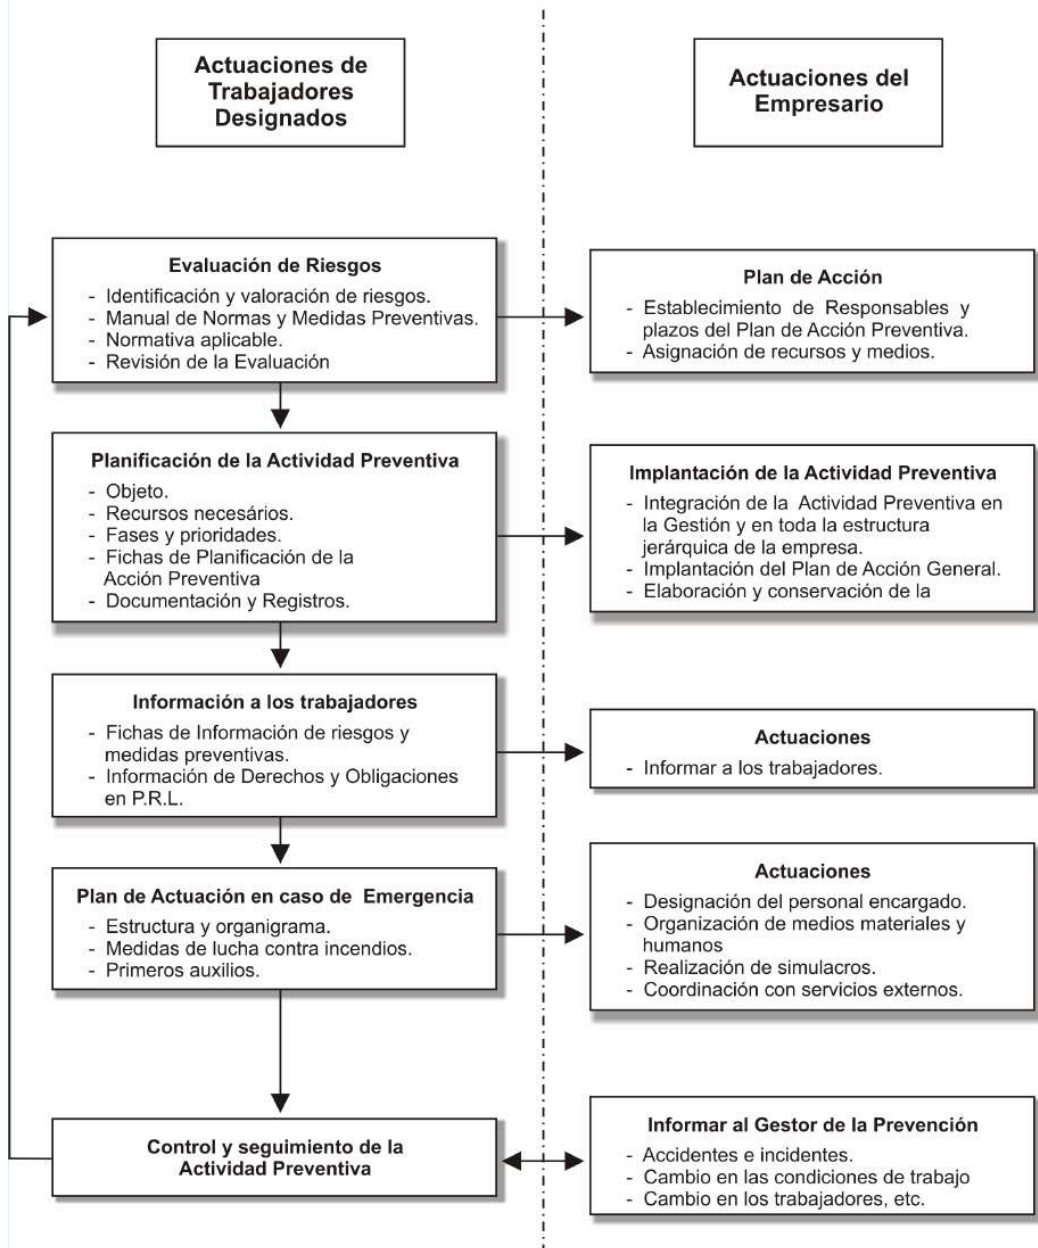 Actuaciones de
Trabajadores
Designados
Actuaciones del
Empresario
Evaluación de Riesgos
- Identificación y valoración de riesgos.
- Manual de Normas y Medidas Preventivas.
- Normativa aplicable.
- Revisión de la Evaluación
Plan de Acción
- Establecimiento de Responsables y
plazos del Plan de Acción Preventiva.
- Asignación de recursos y medios.
Planificación de la Actividad Preventiva
- Objeto.
- Recursos necesários.
- Fases y prioridades.
- Fichas de Planificación de la
Acción Preventiva
- Documentación y Registros.
Implantación de la Actividad Preventiva
- Integración de la Actividad Preventiva en
la Gestión y en toda la estructura
jerárquica de la empresa.
- Implantación del Plan de Acción General.
- Elaboración y conservación de la
Información a los trabajadores
- Fichas de Información de riesgos y
medidas preventivas.
- Información de Derechos y Obligaciones
en P.R.L.
Actuaciones
- Informar a los trabajadores.
Plan de Actuación en caso de Emergencia
- Estructura y organigrama.
- Medidas de lucha contra incendios.
- Primeros auxilios.
Actuaciones
- Designación del personal encargado.
- Organización de medios materiales y
humanos
- Realización de simulacros.
- Coordinación con servicios externos.
Control y seguimiento de la
Actividad Preventiva
Informar al Gestor de la Prevención
- Accidentes e incidentes.
- Cambio en las condiciones de trabajo
- Cambio en los trabajadores, etc.